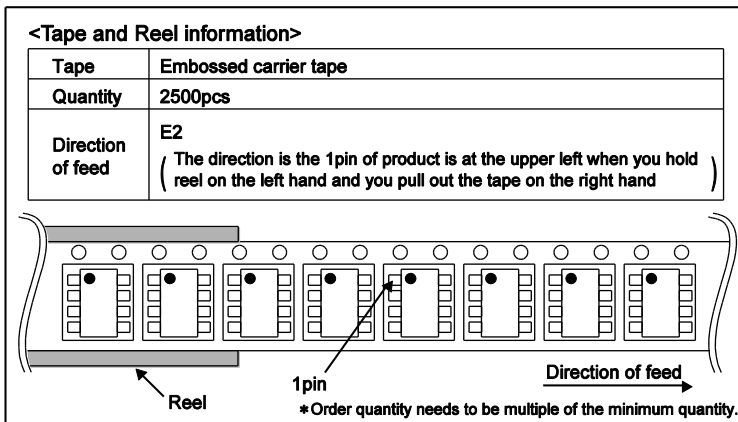 <Tape and Reel information>
Tape Embossed carrier tape
Quantity 2500pcs
Direction of feed E2
( The direction is the 1pin of product is at the upper left when you hold
reel on the left hand and you pull out the tape on the right hand )
1pin
Direction of feed
Reel
*Order quantity needs to be multiple of the minimum quantity.